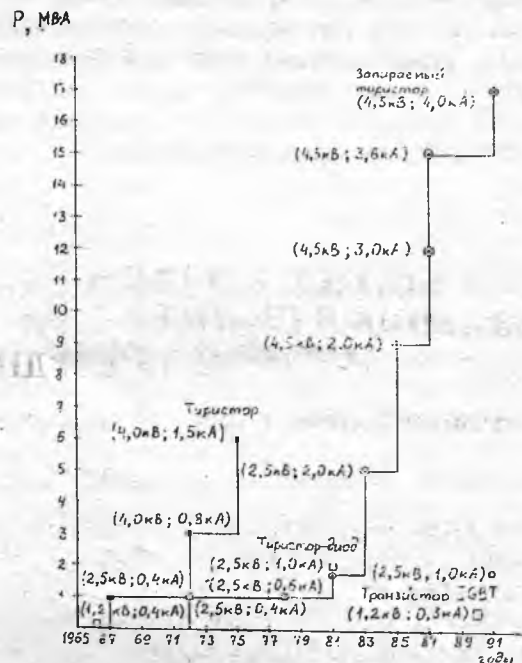 P, МВА
17
Запираемый
тиристор
(4,5кВ; 4,0кА)
16
15
(4,5кВ; 3,6кА)
14
13
12
(4,5кВ; 3,0кА)
11
10
9
(4,5кВ; 2.0кА)
8
7
Тиристор
6
(4,0кВ; 1,5кА)
5
(2,5кВ; 2,0кА)
4
(4,0кВ; 0,8кА)
3
Тиристор-диод
2
(2,5кВ; 1,0кА)
(2,5кВ; 1,0кА)
(2,5кВ; 0,4кА)
(2,5кВ; 0,6кА)
Транзистор IGBT
1
(1,2кВ; 0,4кА)
(2,5кВ; 0,4кА)
(1,2кВ; 0,3кА)
1965 67 69 71 73 75 77 79 81 83 85 87 89 91
годы